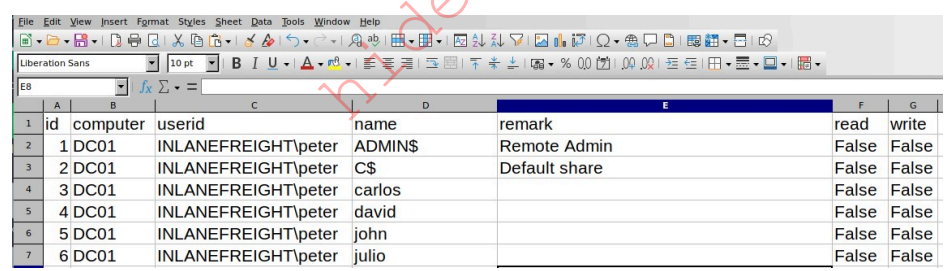 File Edit View Insert Format Styles Sheet Data Tools Window Help
Liberation Sans 10 pt
E8
A B C D E F G
1 id computer userid name remark read write
2 1 DC01 INLANEFREIGHT\peter ADMIN$ Remote Admin False False
3 2 DC01 INLANEFREIGHT\peter C$ Default share False False
4 3 DC01 INLANEFREIGHT\peter carlos False False
5 4 DC01 INLANEFREIGHT\peter david False False
6 5 DC01 INLANEFREIGHT\peter john False False
7 6 DC01 INLANEFREIGHT\peter julio False False
hide